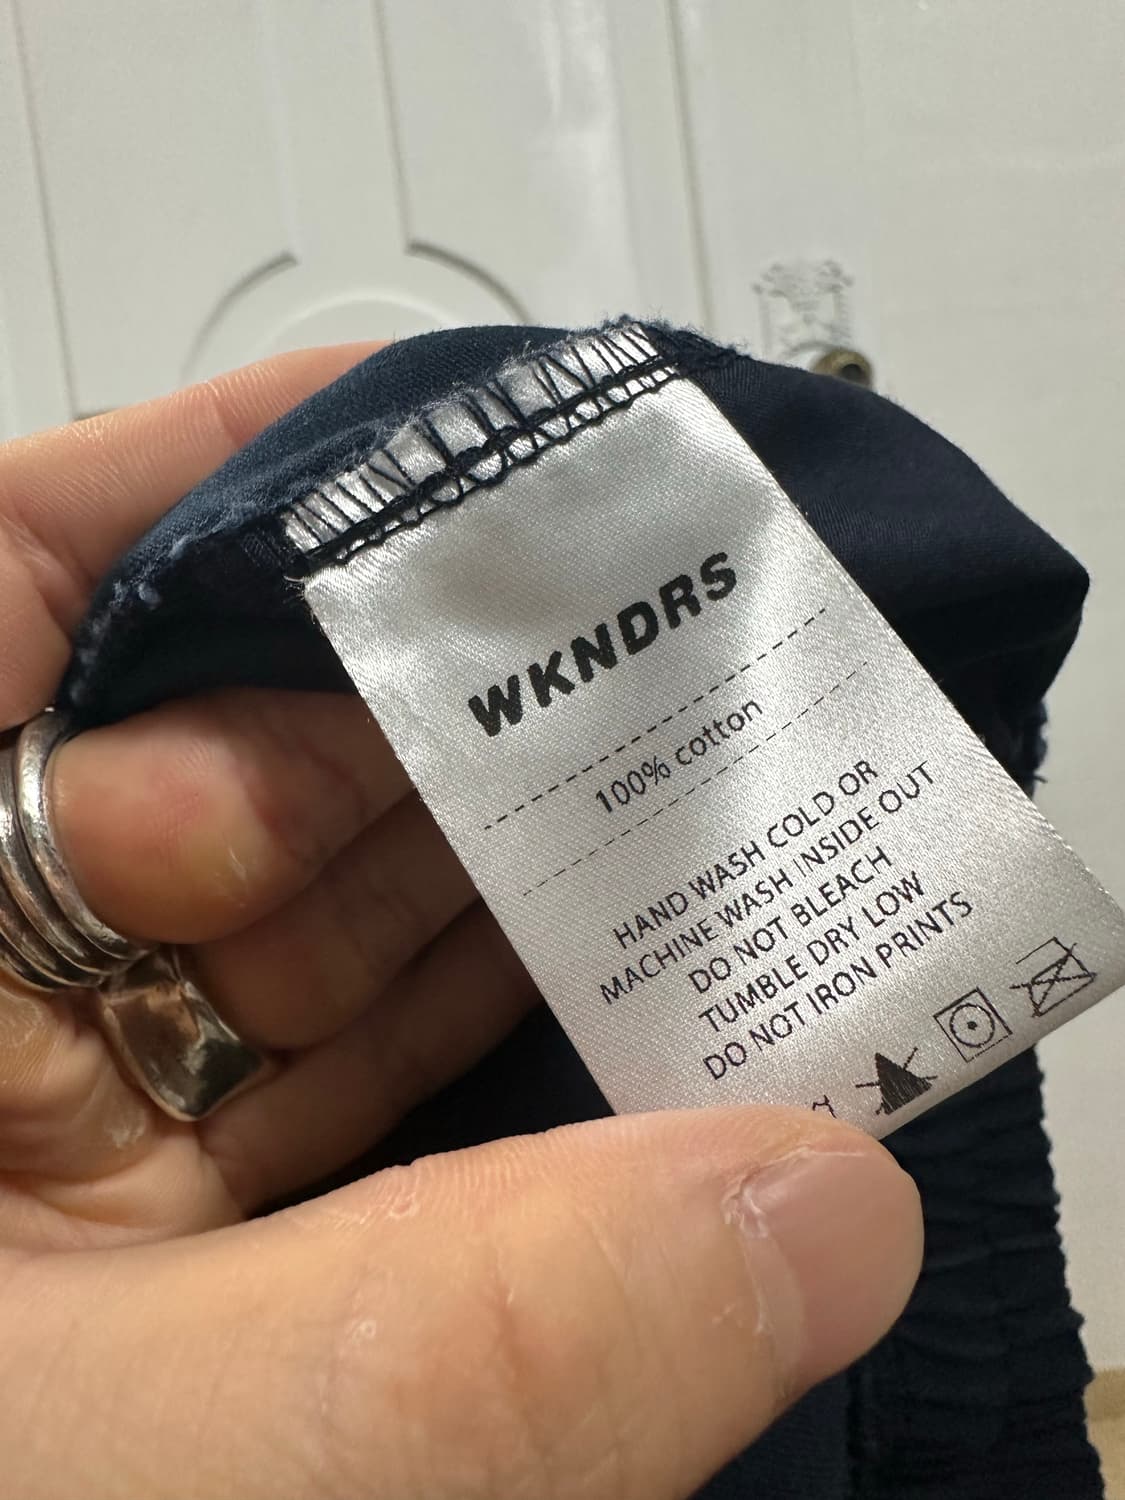 WKNDRS
100% cotton
HAND WASH COLD OR
MACHINE WASH INSIDE OUT
DO NOT BLEACH
TUMBLE DRY LOW
DO NOT IRON PRINTS